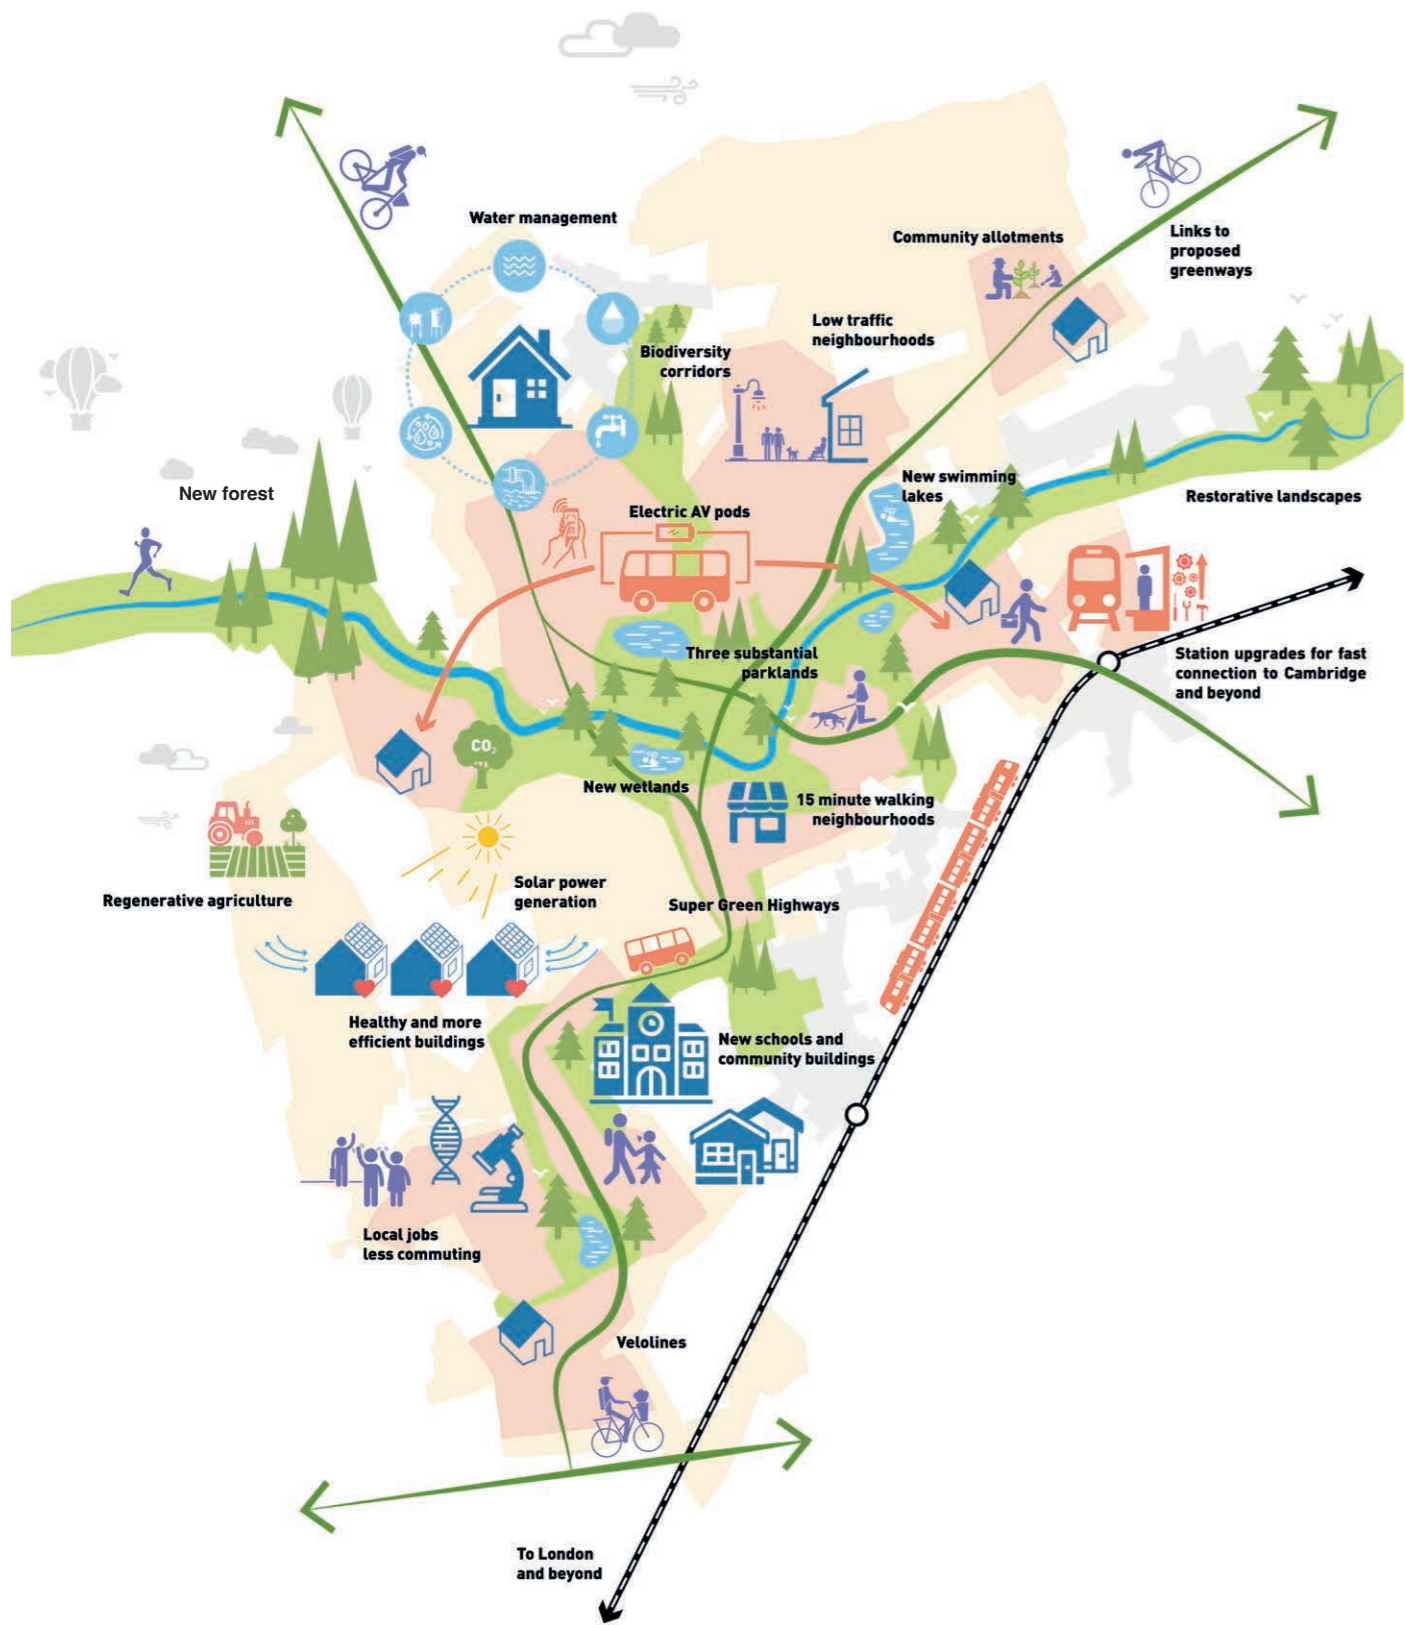 Water management
Community allotments
Links to
proposed
greenways
Low traffic
neighbourhoods
Biodiversity
corridors
New swimming
lakes
New forest
Restorative landscapes
Electric AV pods
Three substantial
parklands
Station upgrades for fast
connection to Cambridge
and beyond
CO₂
New wetlands
15 minute walking
neighbourhoods
Solar power
generation
Regenerative agriculture
Super Green Highways
Healthy and more
efficient buildings
New schools and
community buildings
Local jobs
less commuting
Velolines
To London
and beyond